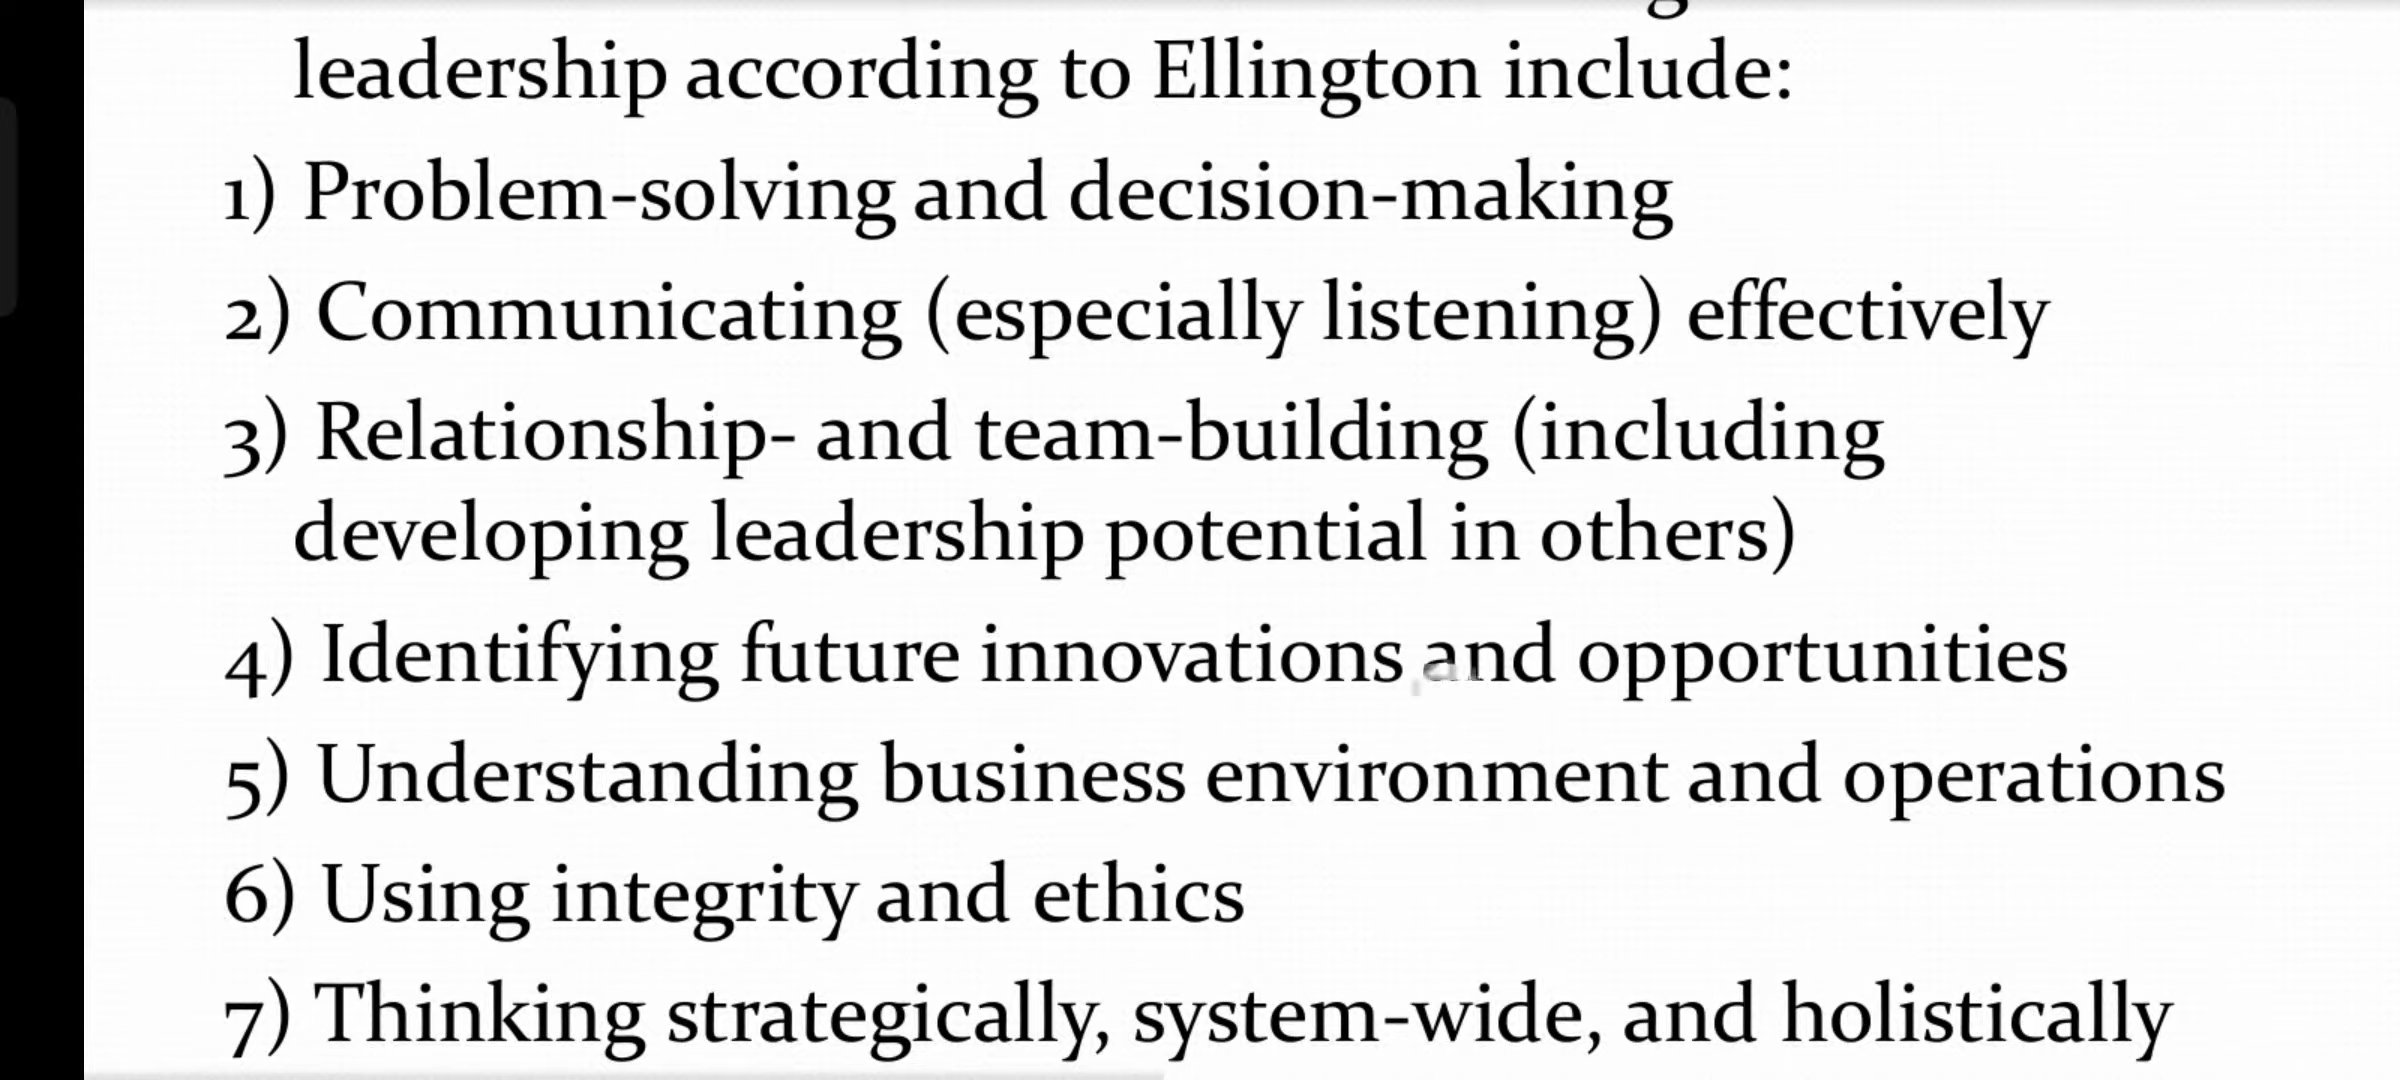 leadership according to Ellington include:
1) Problem-solving and decision-making
2) Communicating (especially listening) effectively
3) Relationship- and team-building (including
developing leadership potential in others)
4) Identifying future innovations and opportunities
5) Understanding business environment and operations
6) Using integrity and ethics
7) Thinking strategically, system-wide, and holistically